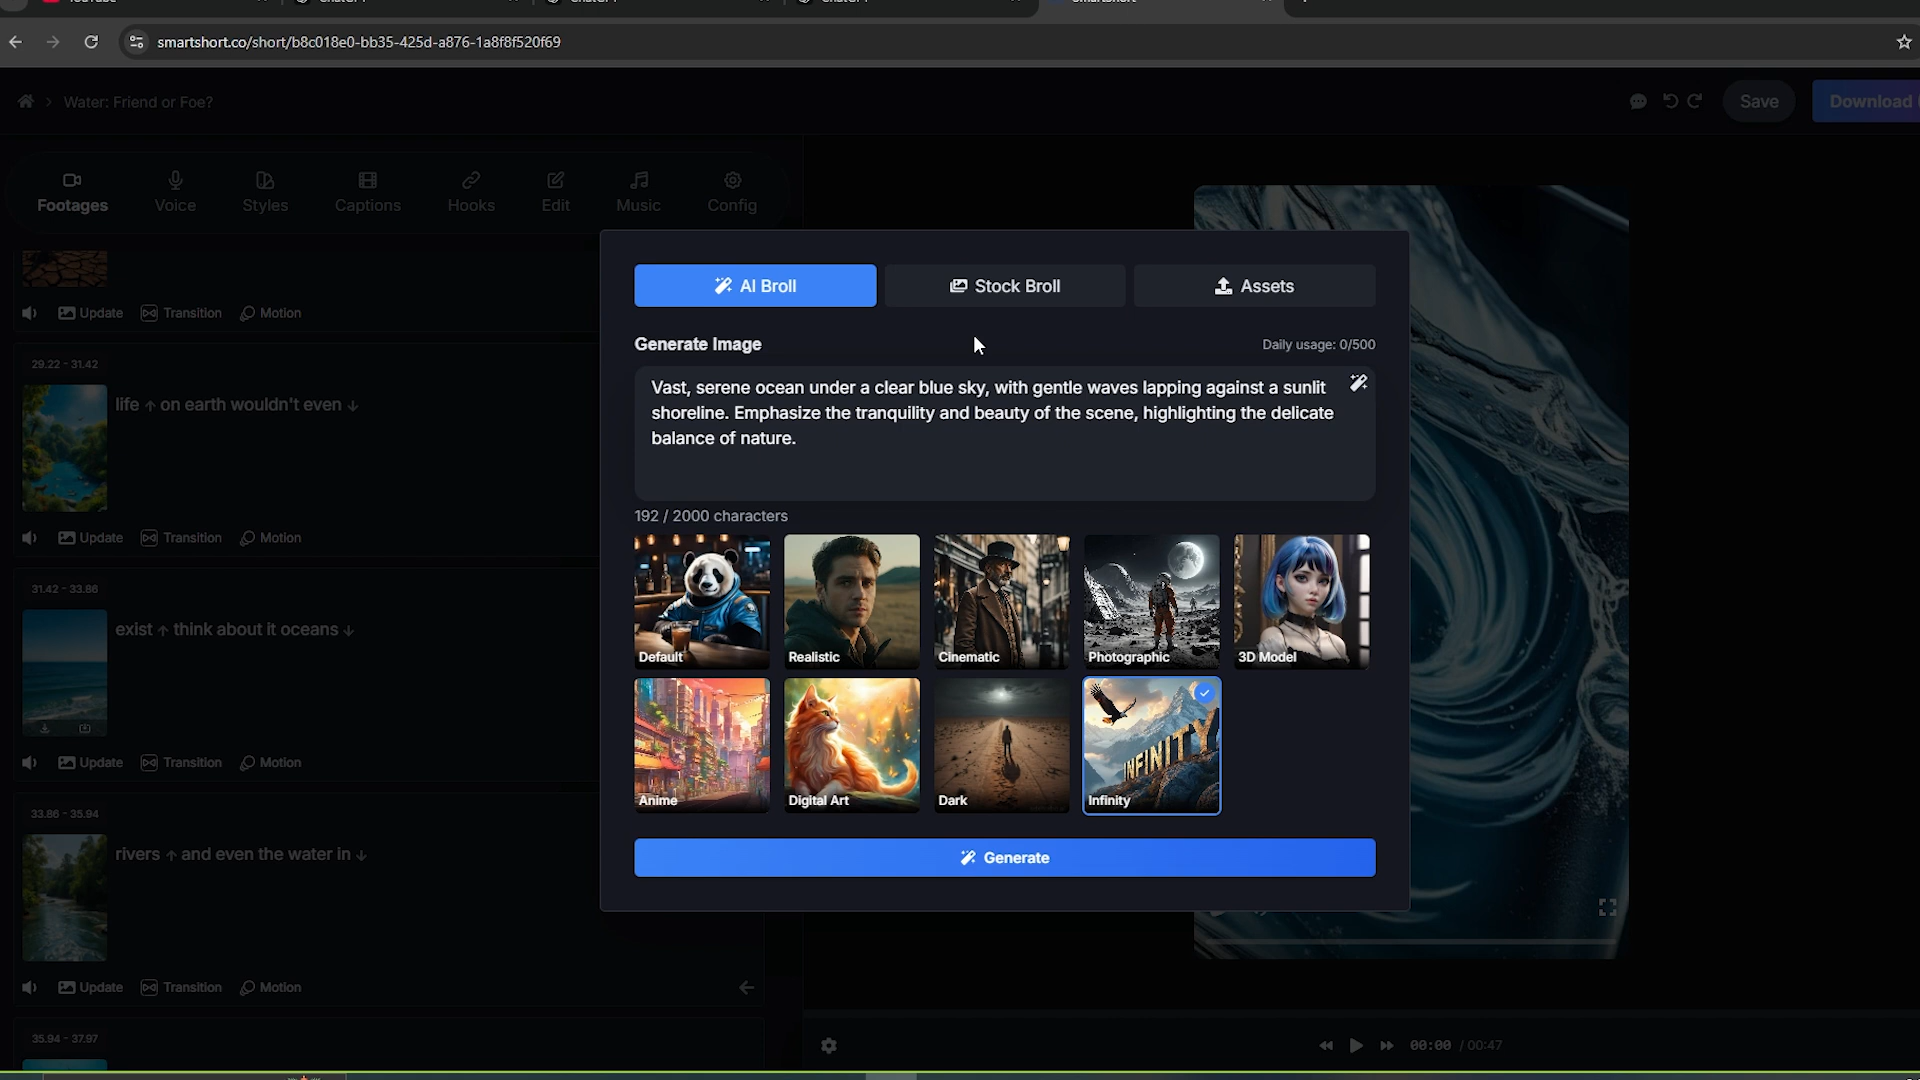 smartshort.co/short/b8c018e0-bb35-425d-a876-1a8f8f520f69
Water: Friend or Foe?
Save
Download
Footages
Voice
Styles
Captions
Hooks
Edit
Music
Config
Update
Transition
Motion
29.22 - 31.42
life ↑ on earth wouldn't even ↓
Update
Transition
Motion
31.42 - 33.86
exist ↑ think about it oceans ↓
Update
Transition
Motion
33.86 - 35.94
rivers ↑ and even the water in ↓
Update
Transition
Motion
35.94 - 37.97
AI Broll
Stock Broll
Assets
Generate Image
Daily usage: 0/500
Vast, serene ocean under a clear blue sky, with gentle waves lapping against a sunlit
shoreline. Emphasize the tranquility and beauty of the scene, highlighting the delicate
balance of nature.
192 / 2000 characters
Default
Realistic
Cinematic
Photographic
3D Model
Anime
Digital Art
Dark
INFINITY
Infinity
Generate
00:00 / 00:47